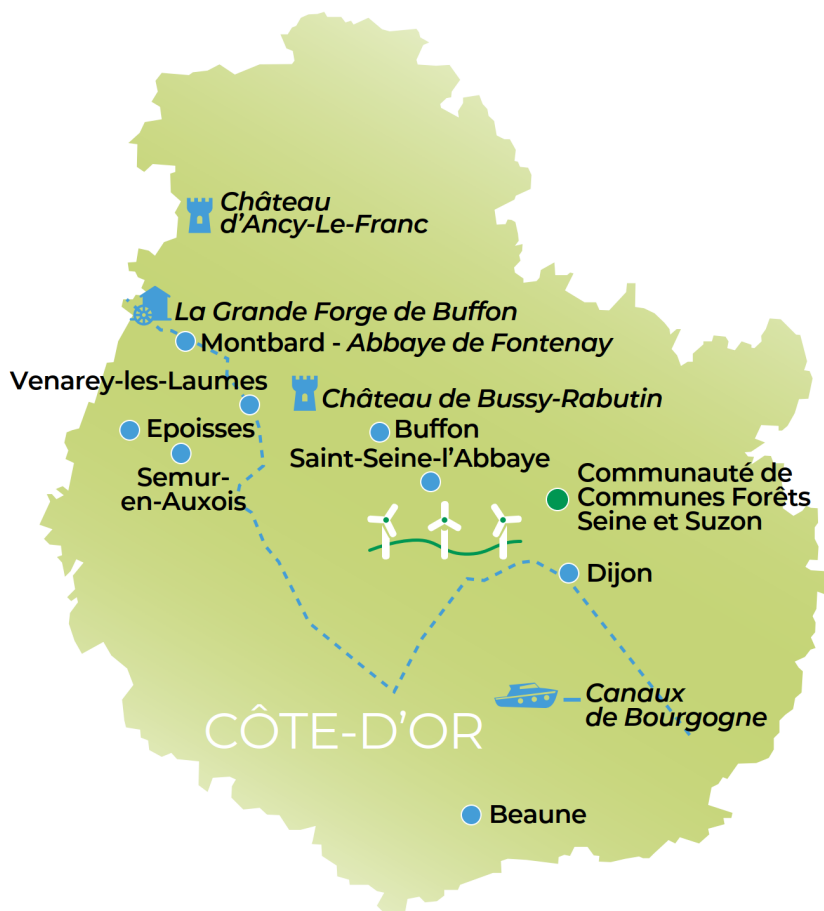 Château
d'Ancy-Le-Franc
La Grande Forge de Buffon
Montbard - Abbaye de Fontenay
Venarey-les-Laumes
Château de Bussy-Rabutin
Epoisses
Buffon
Semur-
en-Auxois
Saint-Seine-l'Abbaye
Communauté de
Communes Forêts
Seine et Suzon
Dijon
Canaux
de Bourgogne
CÔTE-D'OR
Beaune